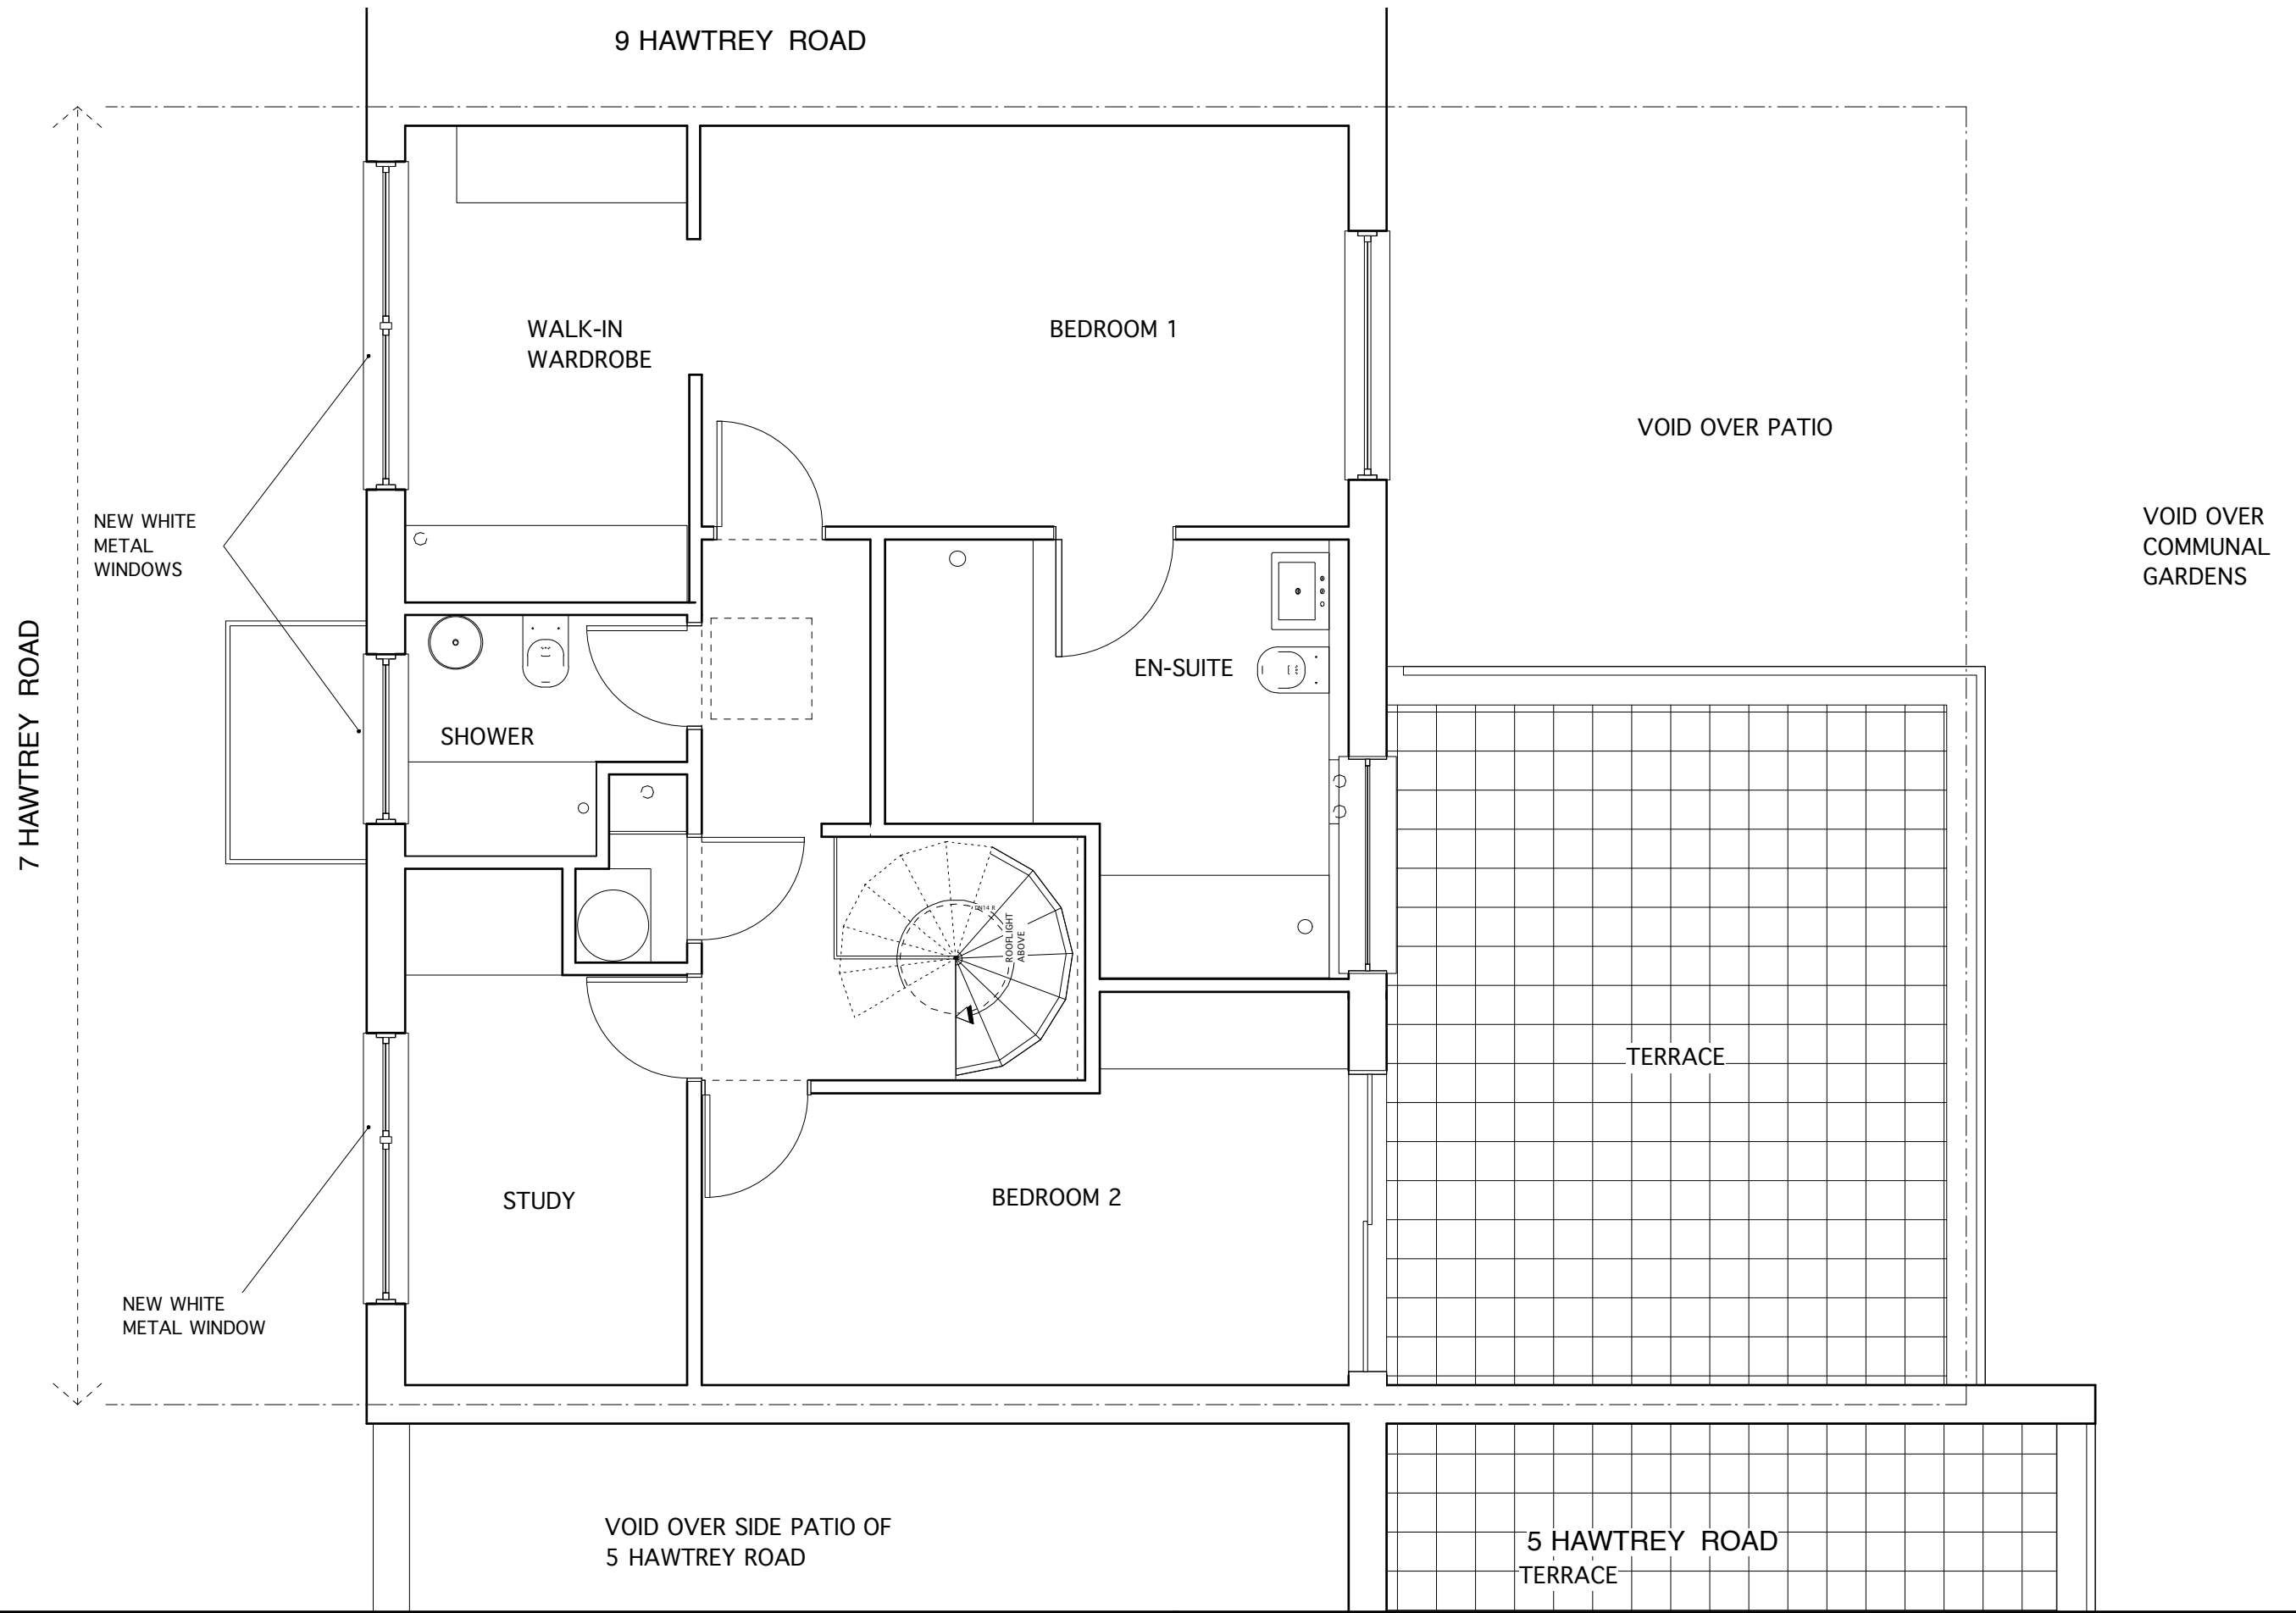 9 HAWTREY ROAD
WALK-IN
WARDROBE
BEDROOM 1
VOID OVER PATIO
NEW WHITE
METAL
WINDOWS
VOID OVER
COMMUNAL
GARDENS
7 HAWTREY ROAD
EN-SUITE
SHOWER
ROOFLIGHT
ABOVE
TERRACE
STUDY
BEDROOM 2
NEW WHITE
METAL WINDOW
VOID OVER SIDE PATIO OF
5 HAWTREY ROAD
5 HAWTREY ROAD
TERRACE